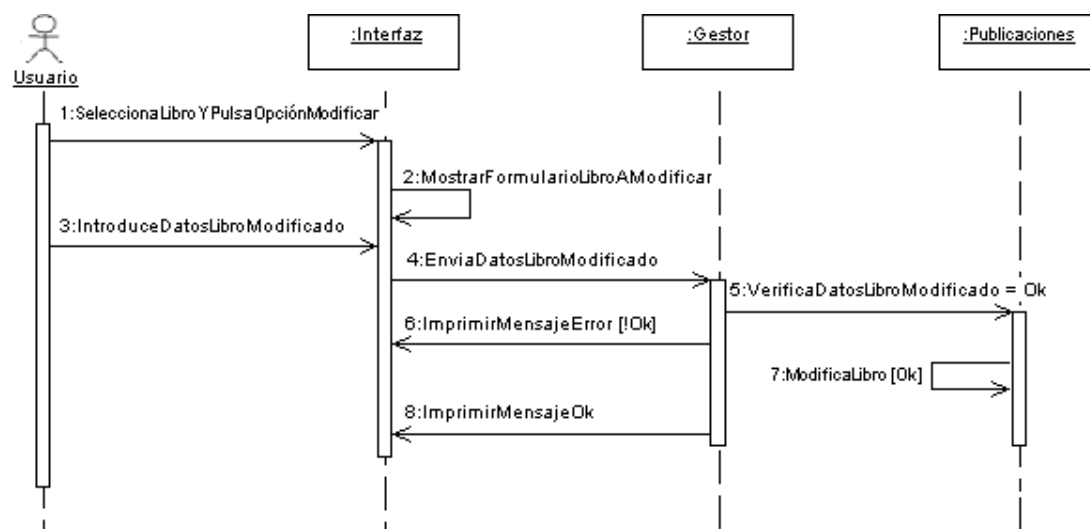 Usuario
:Interfaz
:Gestor
:Publicaciones
1:SeleccionaLibroYPulsaOpciónModificar
2:MostrarFormularioLibroAModificar
3:IntroduceDatosLibroModificado
4:EnviaDatosLibroModificado
5:VerificaDatosLibroModificado = Ok
6:ImprimirMensajeError [!Ok]
7:ModificaLibro [Ok]
8:ImprimirMensajeOk